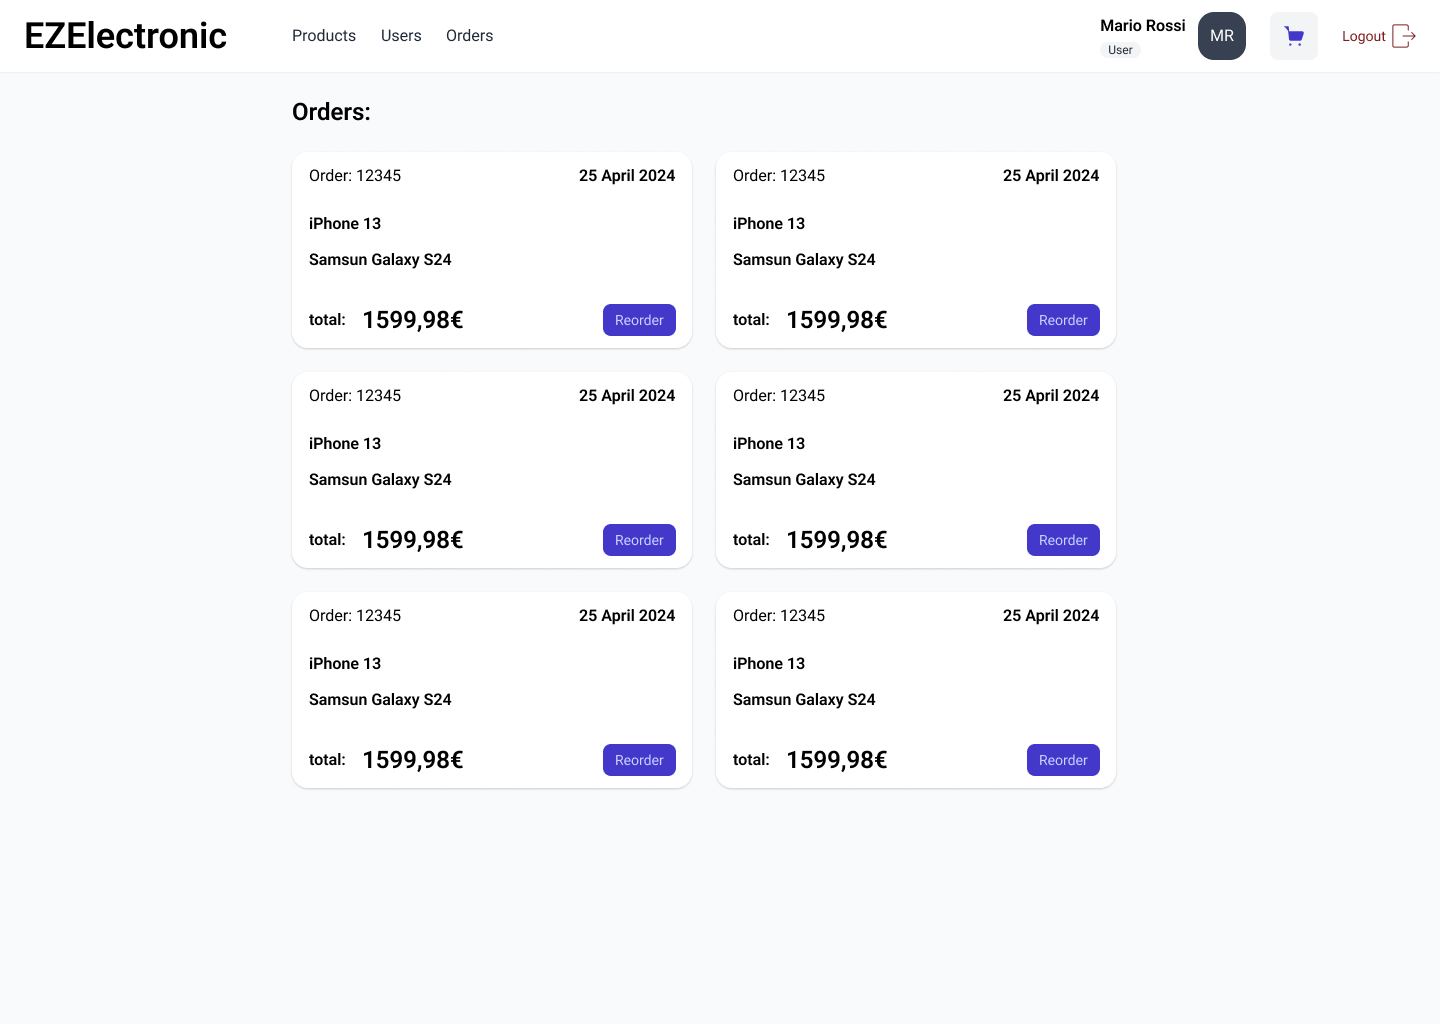 EZElectronic
Products Users Orders
Mario Rossi
User
MR
Logout
Orders:
Order: 12345 25 April 2024
iPhone 13
Samsun Galaxy S24
total: 1599,98€ Reorder
Order: 12345 25 April 2024
iPhone 13
Samsun Galaxy S24
total: 1599,98€ Reorder
Order: 12345 25 April 2024
iPhone 13
Samsun Galaxy S24
total: 1599,98€ Reorder
Order: 12345 25 April 2024
iPhone 13
Samsun Galaxy S24
total: 1599,98€ Reorder
Order: 12345 25 April 2024
iPhone 13
Samsun Galaxy S24
total: 1599,98€ Reorder
Order: 12345 25 April 2024
iPhone 13
Samsun Galaxy S24
total: 1599,98€ Reorder